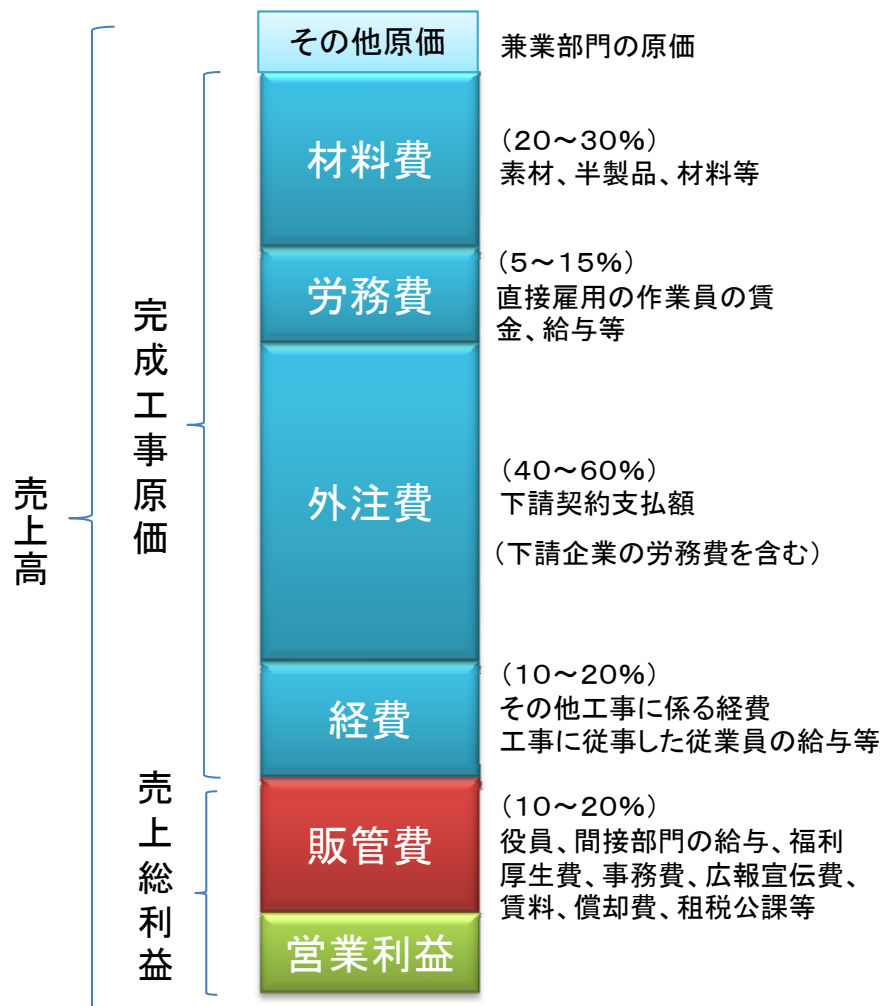 その他原価
兼業部門の原価
材料費
(20～30%)
素材、半製品、材料等
労務費
(5～15%)
直接雇用の作業員の賃
金、給与等
完成工事原価
売上高
外注費
(40～60%)
下請契約支払額
(下請企業の労務費を含む)
経費
(10～20%)
その他工事に係る経費
工事に従事した従業員の給与等
売上総利益
販管費
(10～20%)
役員、間接部門の給与、福利
厚生費、事務費、広報宣伝費、
賃料、償却費、租税公課等
営業利益